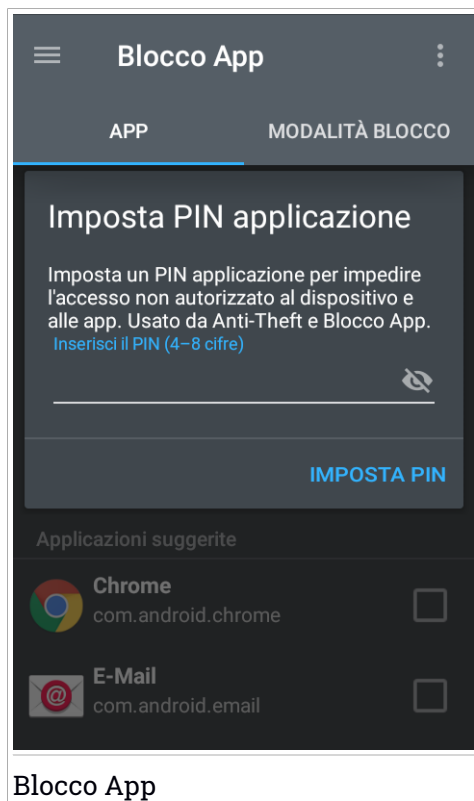 Blocco App
APP
MODALITÀ BLOCCO
Imposta PIN applicazione
Imposta un PIN applicazione per impedire
l'accesso non autorizzato al dispositivo e
alle app. Usato da Anti-Theft e Blocco App.
Inserisci il PIN (4–8 cifre)
IMPOSTA PIN
Applicazioni suggerite
Chrome
com.android.chrome
E-Mail
com.android.email
Blocco App